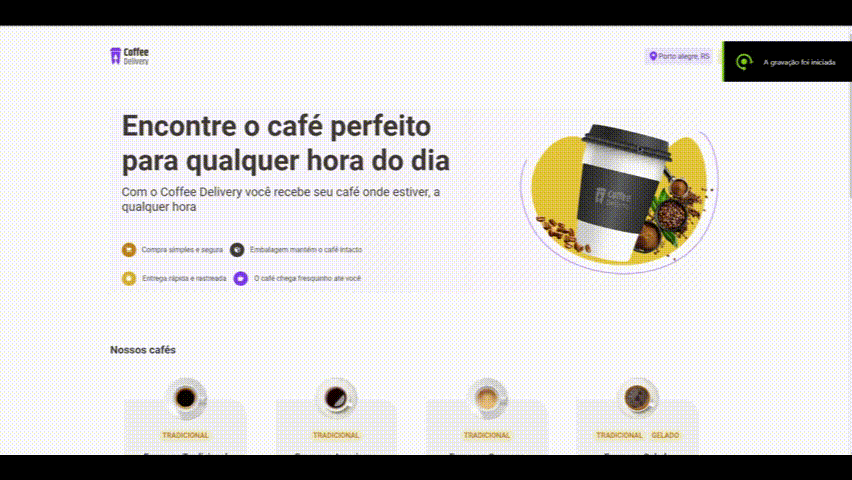 Coffee
Delivery
Porto alegre, RS
A gravação foi iniciada
Encontre o café perfeito
para qualquer hora do dia
Com o Coffee Delivery você recebe seu café onde estiver, a
qualquer hora
Compra simples e segura
Embalagem mantém o café intacto
Entrega rápida e rastreada
O café chega fresquinho até você
Nossos cafés
TRADICIONAL
TRADICIONAL
TRADICIONAL
TRADICIONAL GELADO